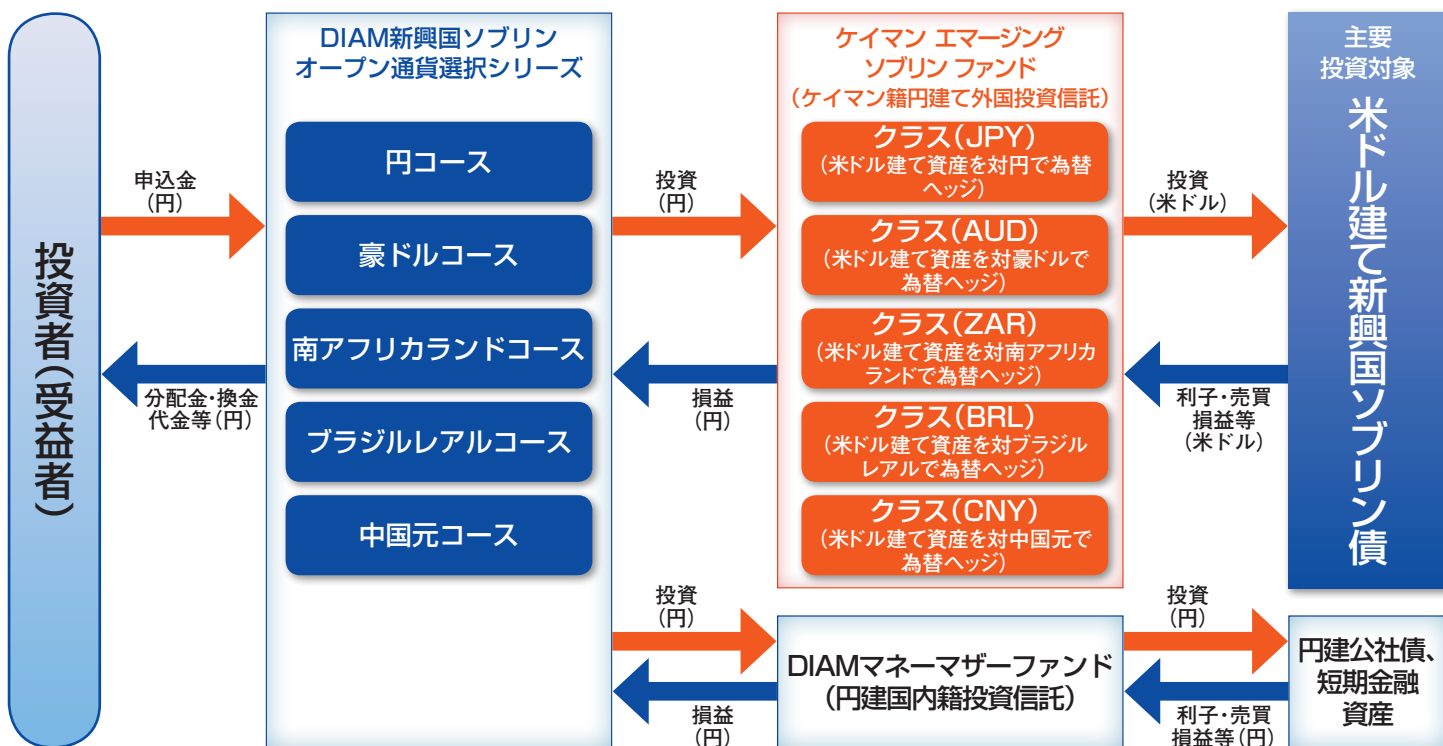 投資者(受益者)
申込金
(円)
分配金・換金
代金等(円)
DIAM新興国ソブリン
オープン通貨選択シリーズ
円コース
豪ドルコース
南アフリカランドコース
ブラジルレアルコース
中国元コース
投資
(円)
損益
(円)
投資
(円)
損益
(円)
ケイマン エマージング
ソブリン ファンド
(ケイマン籍円建て外国投資信託)
クラス(JPY)
(米ドル建て資産を対円で為替
ヘッジ)
クラス(AUD)
(米ドル建て資産を対豪ドルで
為替ヘッジ)
クラス(ZAR)
(米ドル建て資産を対南アフリカ
ランドで為替ヘッジ)
クラス(BRL)
(米ドル建て資産を対ブラジル
レアルで為替ヘッジ)
クラス(CNY)
(米ドル建て資産を対中国元で
為替ヘッジ)
DIAMマネーマザーファンド
(円建国内籍投資信託)
投資
(米ドル)
利子・売買
損益等
(米ドル)
投資
(円)
利子・売買
損益等(円)
主要
投資対象
米ドル建て新興国ソブリン債
円建公社債、
短期金融
資産